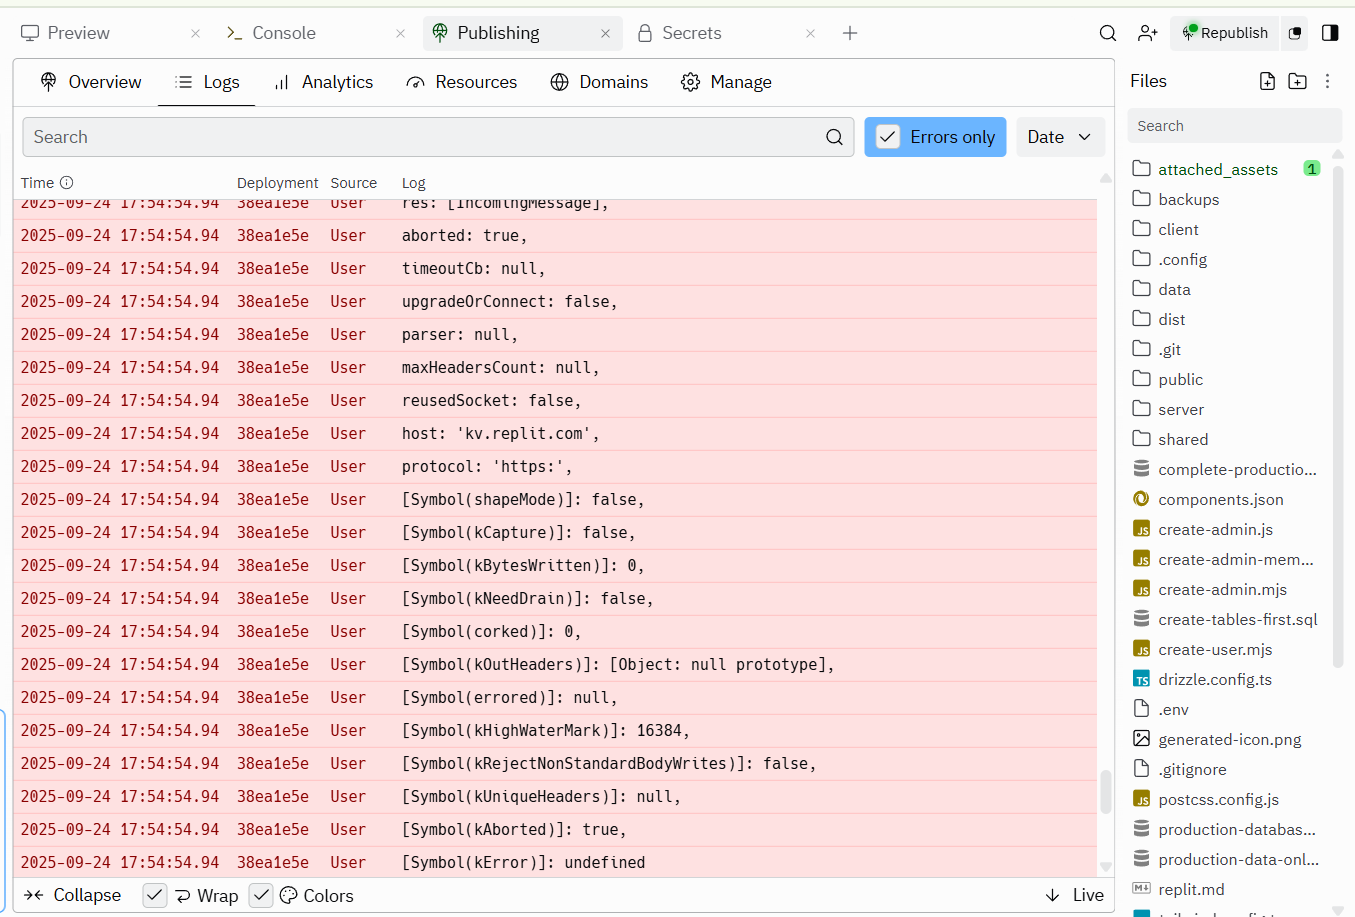 Preview
Console
Publishing
Secrets
Republish
Overview
Logs
Analytics
Resources
Domains
Manage
Search
Errors only
Date
Time Deployment Source Log
2025-09-24 17:54:54.94 38ea1e5e User res: [IncomingMessage],
2025-09-24 17:54:54.94 38ea1e5e User aborted: true,
2025-09-24 17:54:54.94 38ea1e5e User timeoutCb: null,
2025-09-24 17:54:54.94 38ea1e5e User upgradeOrConnect: false,
2025-09-24 17:54:54.94 38ea1e5e User parser: null,
2025-09-24 17:54:54.94 38ea1e5e User maxHeadersCount: null,
2025-09-24 17:54:54.94 38ea1e5e User reusedSocket: false,
2025-09-24 17:54:54.94 38ea1e5e User host: 'kv.replit.com',
2025-09-24 17:54:54.94 38ea1e5e User protocol: 'https:',
2025-09-24 17:54:54.94 38ea1e5e User [Symbol(shapeMode)]: false,
2025-09-24 17:54:54.94 38ea1e5e User [Symbol(kCapture)]: false,
2025-09-24 17:54:54.94 38ea1e5e User [Symbol(kBytesWritten)]: 0,
2025-09-24 17:54:54.94 38ea1e5e User [Symbol(kNeedDrain)]: false,
2025-09-24 17:54:54.94 38ea1e5e User [Symbol(corked)]: 0,
2025-09-24 17:54:54.94 38ea1e5e User [Symbol(kOutHeaders)]: [Object: null prototype],
2025-09-24 17:54:54.94 38ea1e5e User [Symbol(errored)]: null,
2025-09-24 17:54:54.94 38ea1e5e User [Symbol(kHighWaterMark)]: 16384,
2025-09-24 17:54:54.94 38ea1e5e User [Symbol(kRejectNonStandardBodyWrites)]: false,
2025-09-24 17:54:54.94 38ea1e5e User [Symbol(kUniqueHeaders)]: null,
2025-09-24 17:54:54.94 38ea1e5e User [Symbol(kAborted)]: true,
2025-09-24 17:54:54.94 38ea1e5e User [Symbol(kError)]: undefined
Collapse
Wrap
Colors
Live
Files
Search
attached_assets 1
backups
client
.config
data
dist
.git
public
server
shared
complete-productio...
components.json
JS create-admin.js
JS create-admin-mem...
JS create-admin.mjs
create-tables-first.sql
JS create-user.mjs
TS drizzle.config.ts
.env
generated-icon.png
.gitignore
JS postcss.config.js
production-databas...
production-data-onl...
replit.md